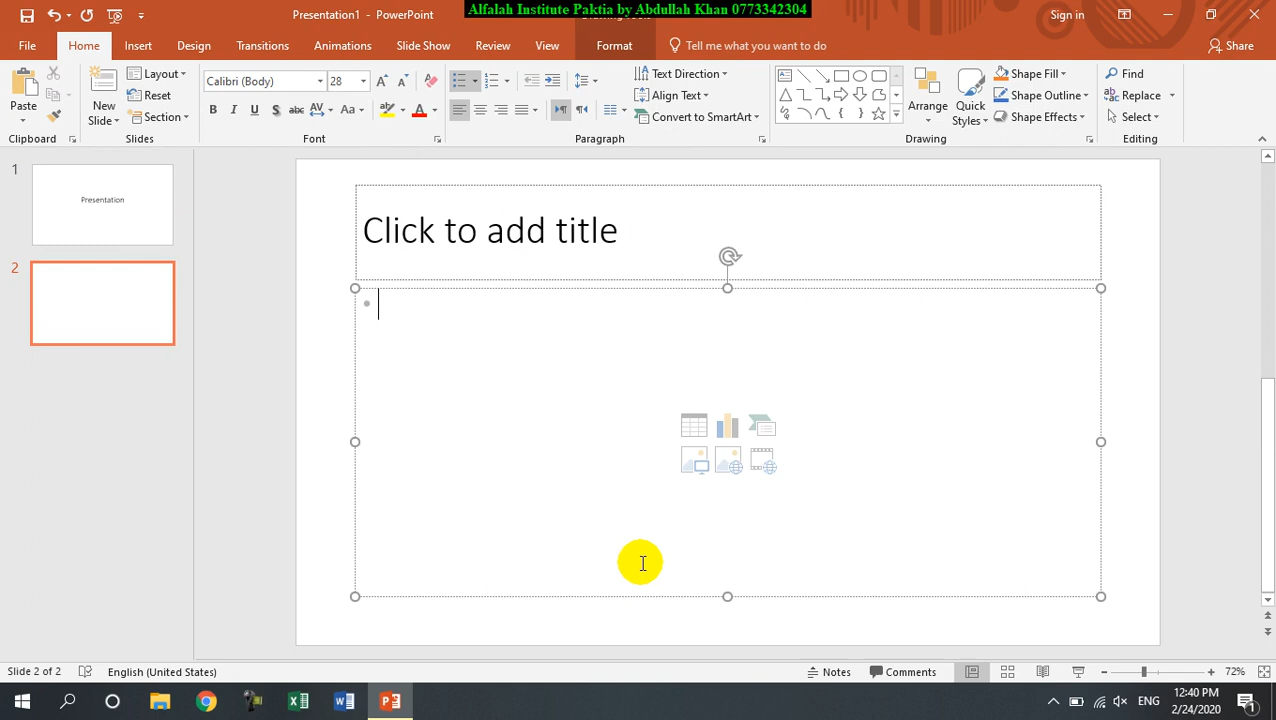 Alfalah Institute Paktia by Abdullah Khan 0773342304
Presentation1 - PowerPoint
Sign in
File
Home
Insert
Design
Transitions
Animations
Slide Show
Review
View
Format
Tell me what you want to do
Share
Paste
Clipboard
New
Slide
Layout
Reset
Section
Slides
Calibri (Body)
28
B
I
U
S
abc
AV
Aa
A
Font
Text Direction
Align Text
Convert to SmartArt
Paragraph
Arrange
Quick
Styles
Shape Fill
Shape Outline
Shape Effects
Drawing
Find
Replace
Select
Editing
1
Presentation
2
Click to add title
Slide 2 of 2
English (United States)
Notes
Comments
72%
ENG
12:40 PM
2/24/2020